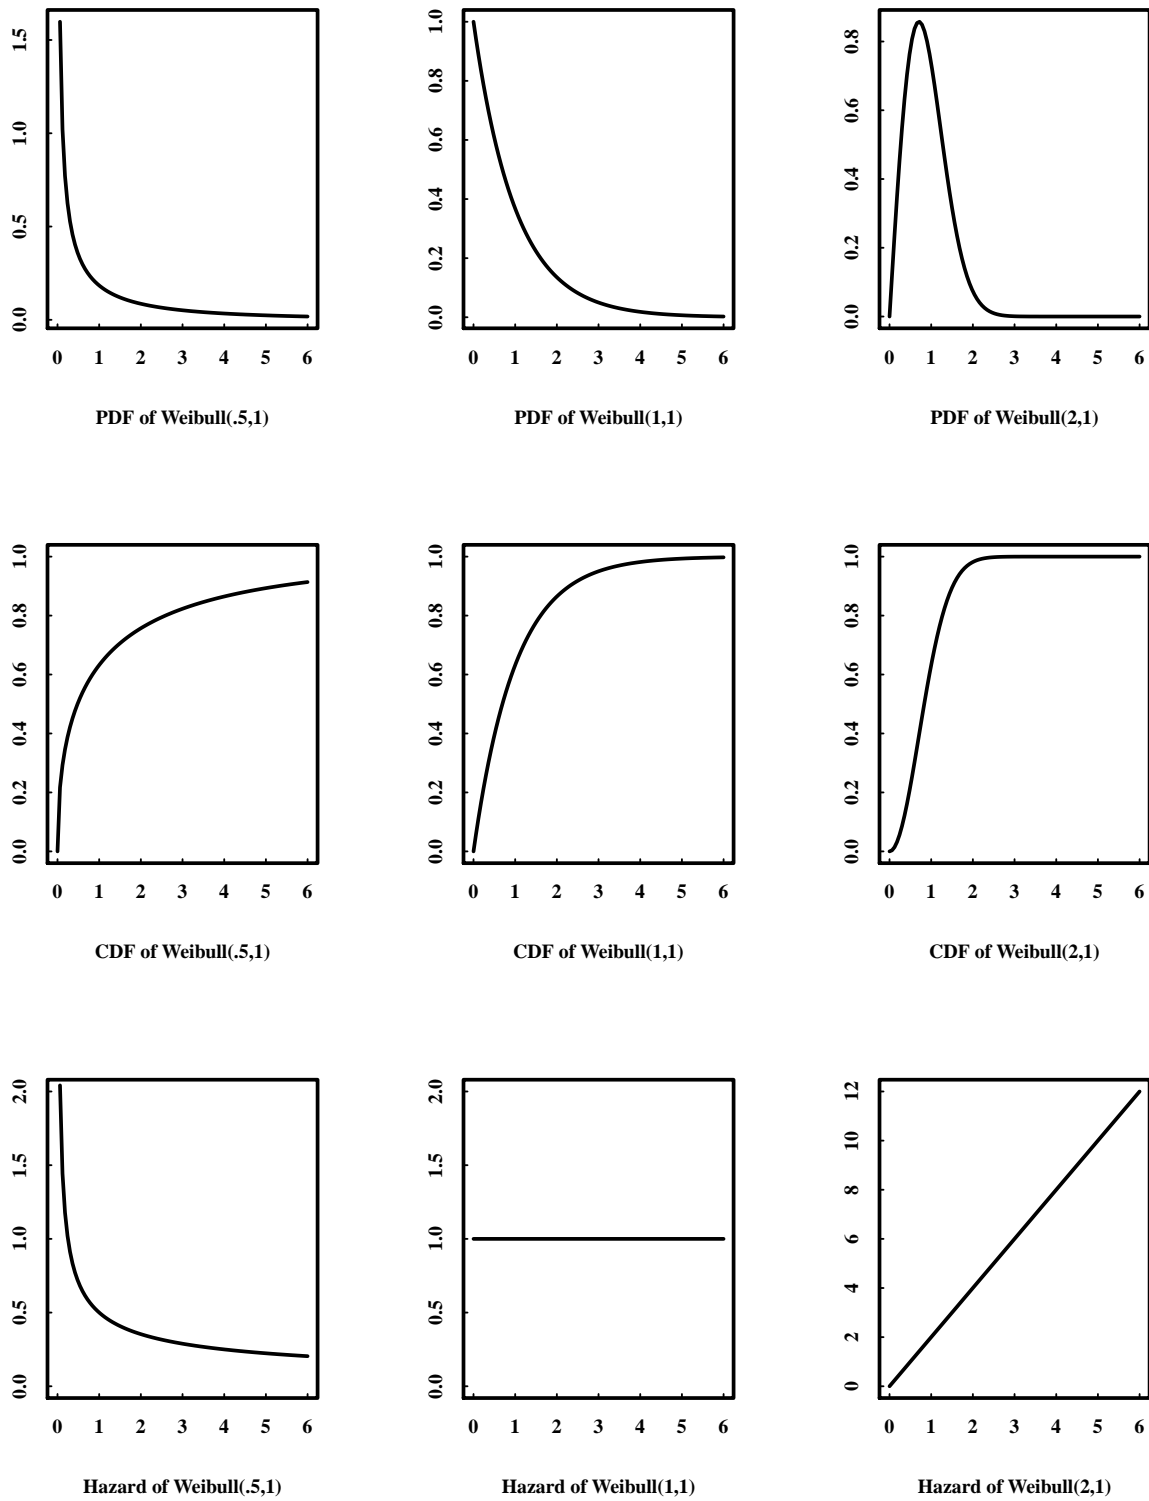 1.5
1.0
0.5
0.0
0 1 2 3 4 5 6
PDF of Weibull(.5,1)
1.0
0.8
0.6
0.4
0.2
0.0
0 1 2 3 4 5 6
PDF of Weibull(1,1)
0.8
0.6
0.4
0.2
0.0
0 1 2 3 4 5 6
PDF of Weibull(2,1)
1.0
0.8
0.6
0.4
0.2
0.0
0 1 2 3 4 5 6
CDF of Weibull(.5,1)
1.0
0.8
0.6
0.4
0.2
0.0
0 1 2 3 4 5 6
CDF of Weibull(1,1)
1.0
0.8
0.6
0.4
0.2
0.0
0 1 2 3 4 5 6
CDF of Weibull(2,1)
2.0
1.5
1.0
0.5
0.0
0 1 2 3 4 5 6
Hazard of Weibull(.5,1)
2.0
1.5
1.0
0.5
0.0
0 1 2 3 4 5 6
Hazard of Weibull(1,1)
12
10
8
6
4
2
0
0 1 2 3 4 5 6
Hazard of Weibull(2,1)